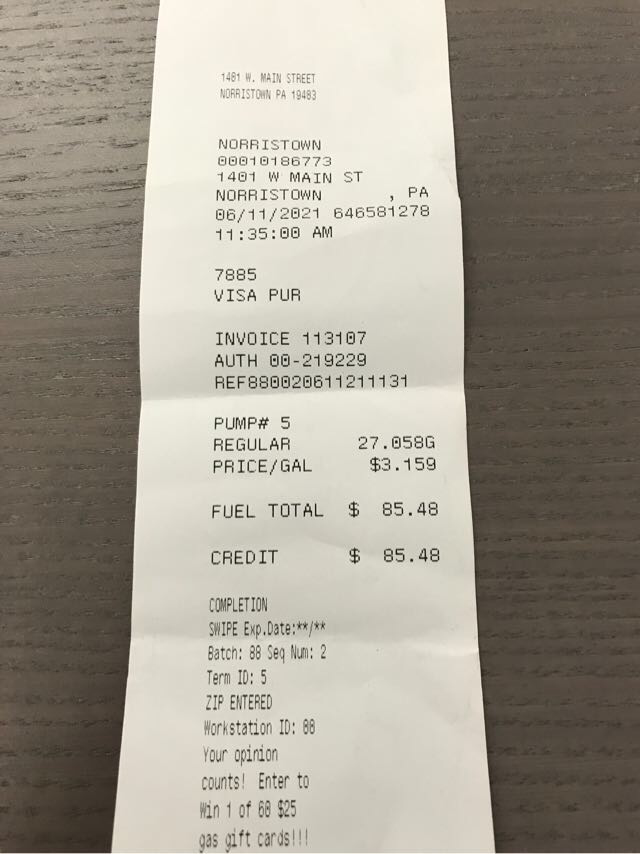 1401 W. MAIN STREET
NORRISTOWN PA 19403
NORRISTOWN
00010186773
1401 W MAIN ST
NORRISTOWN , PA
06/11/2021 646581278
11:35:00 AM
7885
VISA PUR
INVOICE 113107
AUTH 00-219229
REF880020611211131
PUMP# 5
REGULAR 27.058G
PRICE/GAL $3.159
FUEL TOTAL $ 85.48
CREDIT $ 85.48
COMPLETION
SWIPE Exp.Date:**/**
Batch: 88 Seq Num: 2
Term ID: 5
ZIP ENTERED
Workstation ID: 00
Your opinion
counts! Enter to
Win 1 of 60 $25
gas gift cards!!!